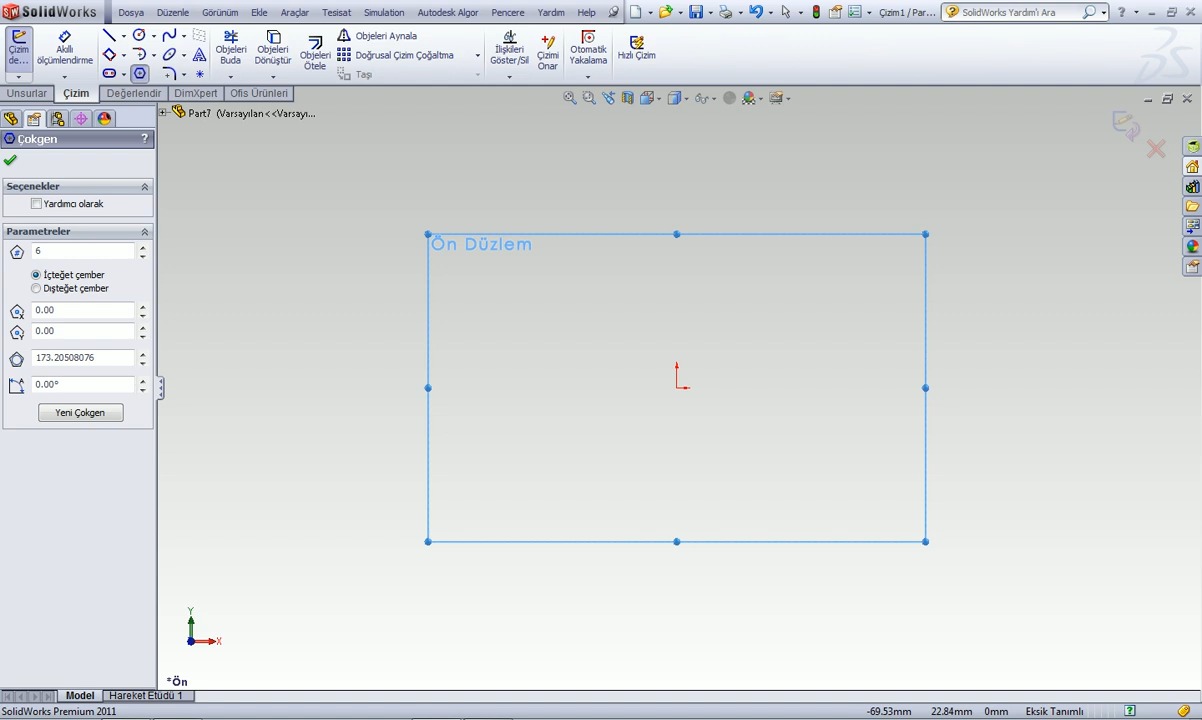 SolidWorks Dosya Düzenle Görünüm Ekle Araçlar Tesisat Simulation Autodesk Algor Pencere Yardım Help Çizim1 / Par... SolidWorks Yardım'ı Ara
Çizim de... Akıllı ölçümlendirme Objeleri Buda Objeleri Dönüştür Objeleri Ötele Objeleri Aynala Doğrusal Çizim Çoğaltma Taşı İlişkileri Göster/Sil Çizimi Onar Otomatik Yakalama Hızlı Çizim
Unsurlar Çizim Değerlendir DimXpert Ofis Ürünleri
Part7 (Varsayılan<<Varsayı...
Çokgen ?
Seçenekler
Yardımcı olarak
Parametreler
6
İçteğet çember
Dışteğet çember
0.00
0.00
173.20508076
0.00°
Yeni Çokgen
Ön Düzlem
Y
X
*Ön
Model Hareket Etüdü 1
SolidWorks Premium 2011 -69.53mm 22.84mm 0mm Eksik Tanımlı